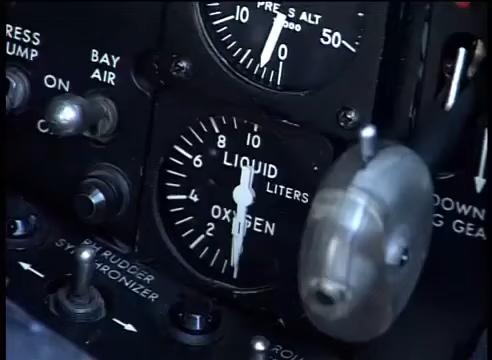 PRESS ALT
000
10
50
0
RESS
UMP
BAY
AIR
ON
8 10
6
LIQUID
LITERS
4
OXYGEN
2
DOWN
G GEA
RUDDER
SYNCHRONIZER